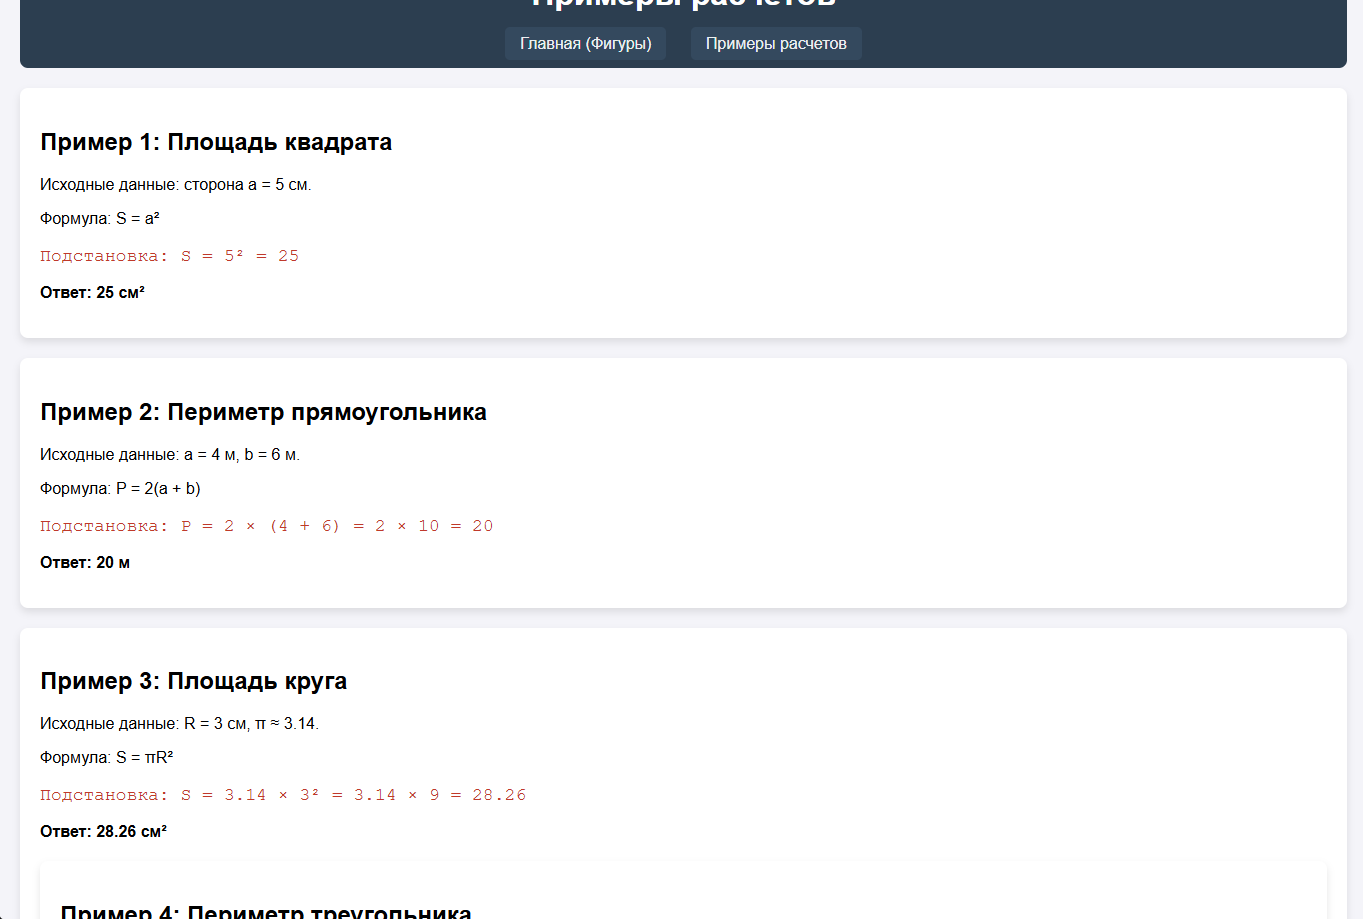 Примеры расчетов
Главная (Фигуры)
Примеры расчетов
Пример 1: Площадь квадрата
Исходные данные: сторона a = 5 см.
Формула: S = a²
Подстановка: S = 5² = 25
Ответ: 25 см²
Пример 2: Периметр прямоугольника
Исходные данные: a = 4 м, b = 6 м.
Формула: P = 2(a + b)
Подстановка: P = 2 × (4 + 6) = 2 × 10 = 20
Ответ: 20 м
Пример 3: Площадь круга
Исходные данные: R = 3 см, π ≈ 3.14.
Формула: S = πR²
Подстановка: S = 3.14 × 3² = 3.14 × 9 = 28.26
Ответ: 28.26 см²
Пример 4: Периметр треугольника